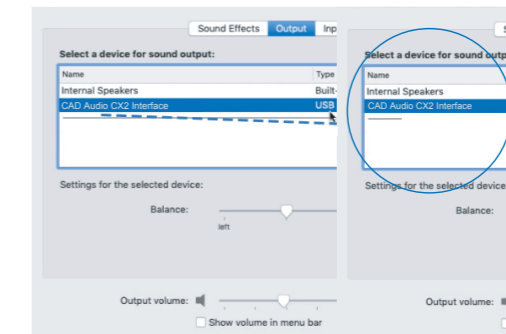 Sound Effects Output Inp
Select a device for sound output:
Name Type
Internal Speakers Built-
CAD Audio CX2 Interface USB
Settings for the selected device:
Balance:
left
Output volume:
Show volume in menu bar
S
Select a device for sound outp
Name
Internal Speakers
CAD Audio CX2 Interface
Settings for the selected device
Balance:
Output volume: